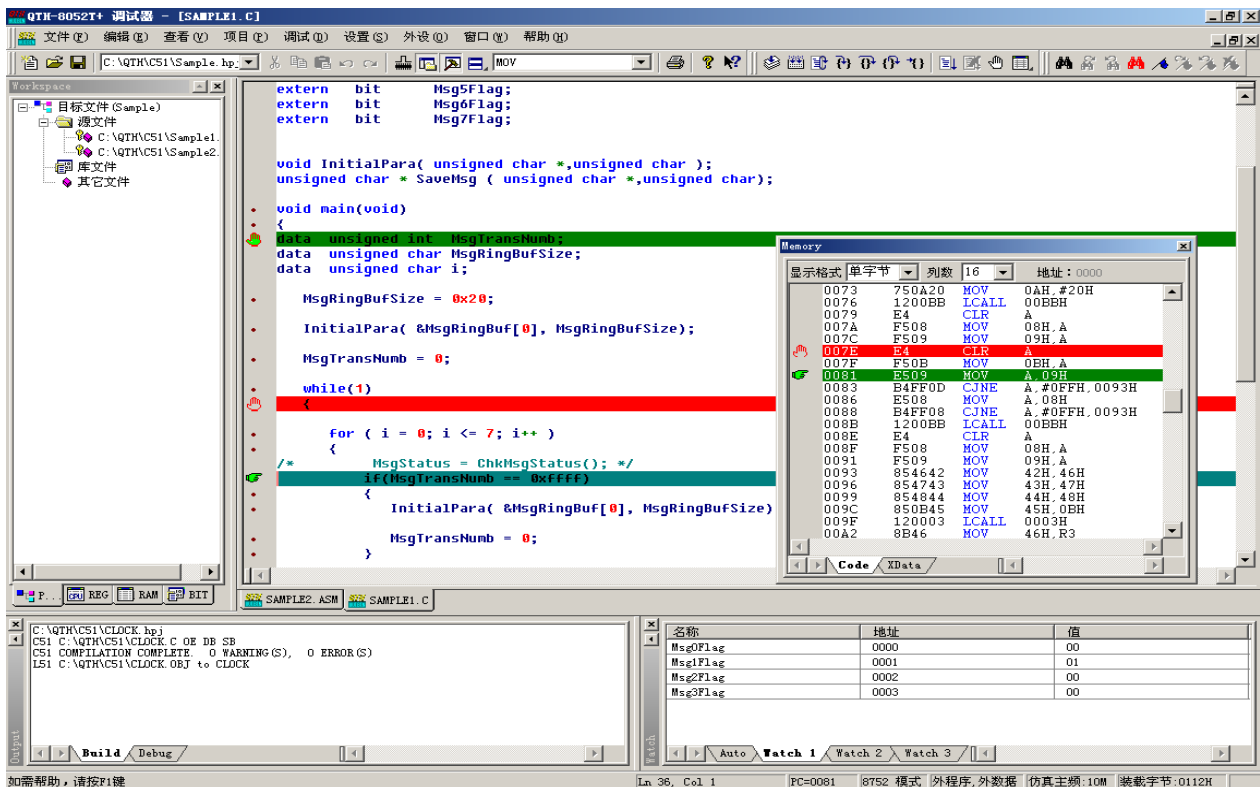 QTH-8052T+ 调试器 - [SAMPLE1.C]
文件(F) 编辑(E) 查看(V) 项目(P) 调试(D) 设置(S) 外设(O) 窗口(W) 帮助(H)
C:\QTH\C51\Sample.hp MOV
Workspace
目标文件(Sample)
源文件
C:\QTH\C51\Sample1.
C:\QTH\C51\Sample2.
库文件
其它文件
P... REG RAM BIT
extern bit Msg5Flag;
extern bit Msg6Flag;
extern bit Msg7Flag;
void InitialPara( unsigned char *,unsigned char );
unsigned char * SaveMsg ( unsigned char *,unsigned char);
void main(void)
{
data unsigned int MsgTransNumb;
data unsigned char MsgRingBufSize;
data unsigned char i;
MsgRingBufSize = 0x20;
InitialPara( &MsgRingBuf[0], MsgRingBufSize);
MsgTransNumb = 0;
while(1)
{
for ( i = 0; i <= 7; i++ )
{
/* MsgStatus = ChkMsgStatus(); */
if(MsgTransNumb == 0xffff)
{
InitialPara( &MsgRingBuf[0], MsgRingBufSize)
MsgTransNumb = 0;
}
SAMPLE2.ASM SAMPLE1.C
Memory
显示格式 单字节 列数 16 地址:0000
0073 750A20 MOV 0AH,#20H
0076 1200BB LCALL 00BBH
0079 E4 CLR A
007A F508 MOV 08H,A
007C F509 MOV 09H,A
007E E4 CLR A
007F F50B MOV 0BH,A
0081 E509 MOV A,09H
0083 B4FF0D CJNE A,#0FFH,0093H
0086 E508 MOV A,08H
0088 B4FF08 CJNE A,#0FFH,0093H
008B 1200BB LCALL 00BBH
008E E4 CLR A
008F F508 MOV 08H,A
0091 F509 MOV 09H,A
0093 854642 MOV 42H,46H
0096 854743 MOV 43H,47H
0099 854844 MOV 44H,48H
009C 850B45 MOV 45H,0BH
009F 120003 LCALL 0003H
00A2 8B46 MOV 46H,R3
Code XData
C:\QTH\C51\CLOCK.hpj
C51 C:\QTH\C51\CLOCK.C OE DB SB
C51 COMPILATION COMPLETE. 0 WARNING(S), 0 ERROR(S)
L51 C:\QTH\C51\CLOCK.OBJ to CLOCK
Output
Build Debug
名称 地址 值
Msg0Flag 0000 00
Msg1Flag 0001 01
Msg2Flag 0002 00
Msg3Flag 0003 00
Watch
Auto Watch 1 Watch 2 Watch 3
如需帮助,请按F1键 Ln 36, Col 1 PC=0081 8752 模式 外程序,外数据 仿真主频:10M 装载字节:0112H